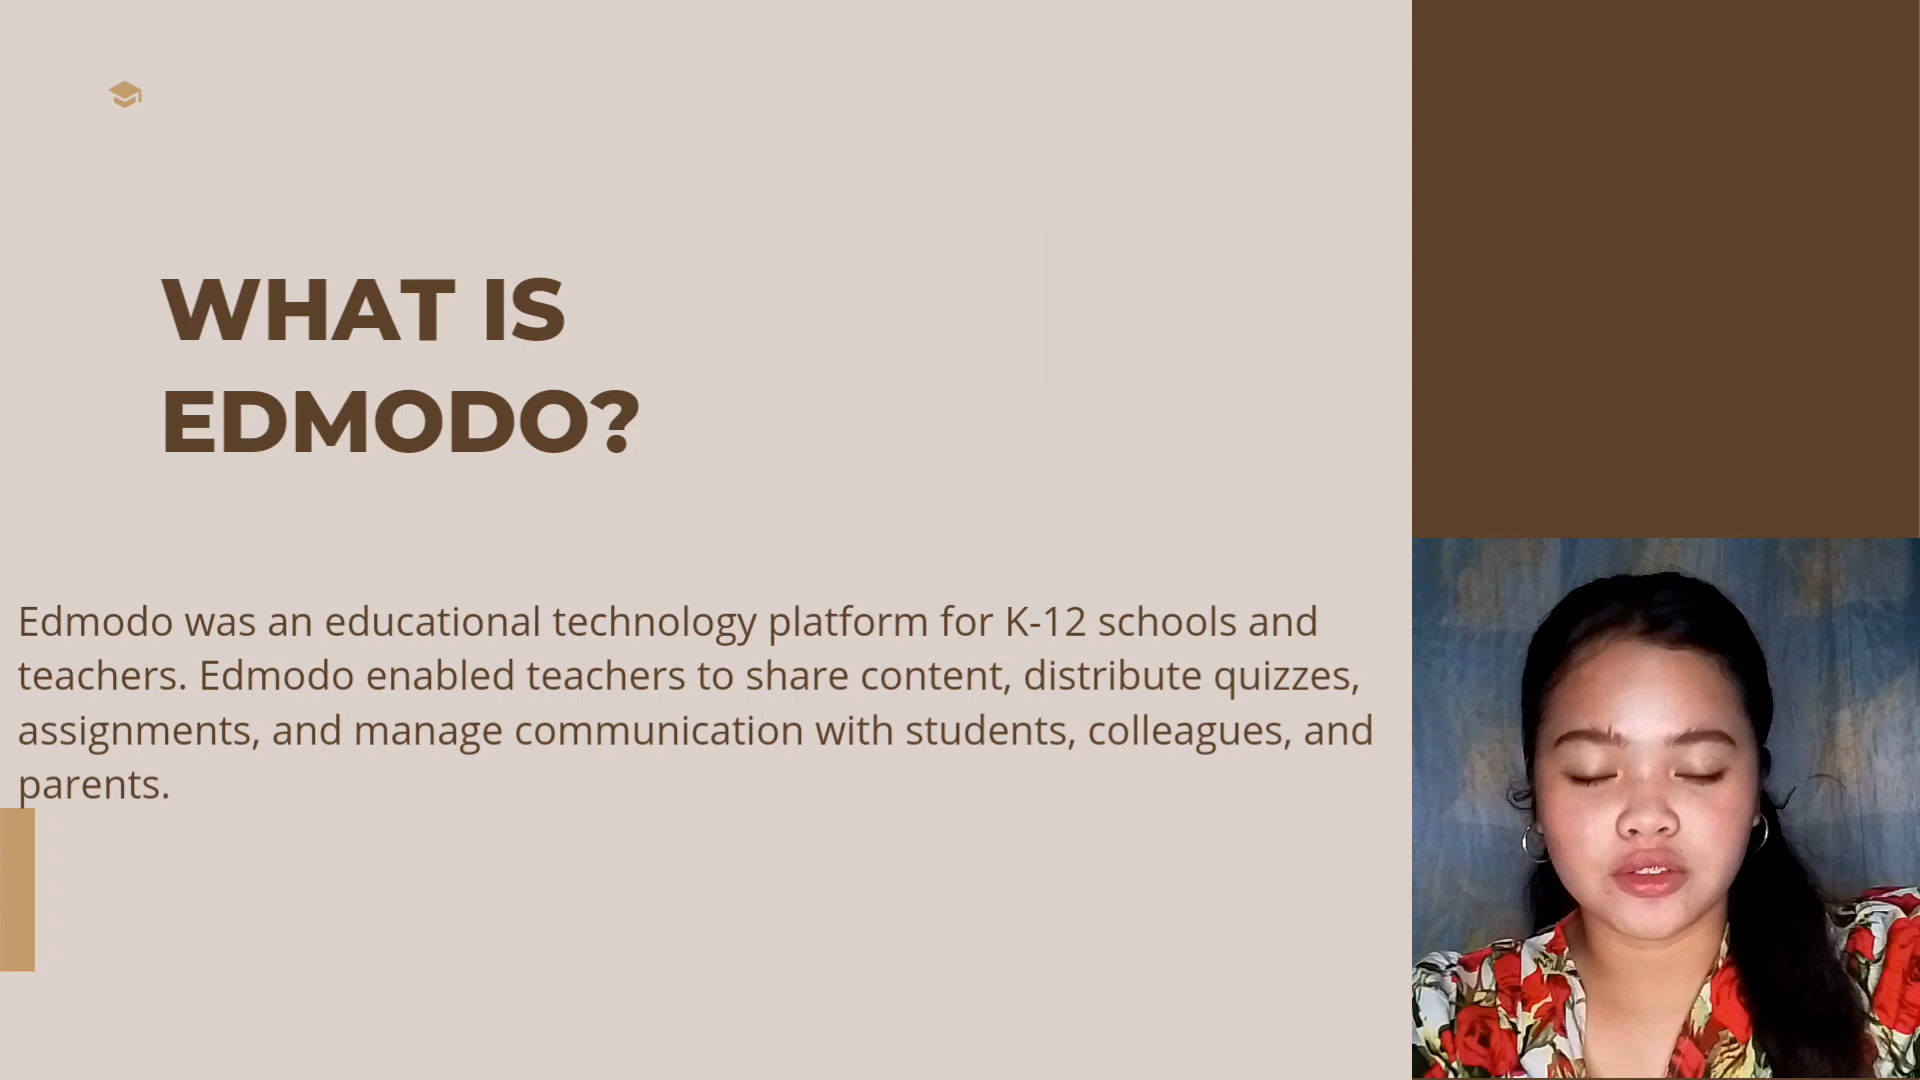 WHAT IS
EDMODO?
Edmodo was an educational technology platform for K-12 schools and
teachers. Edmodo enabled teachers to share content, distribute quizzes,
assignments, and manage communication with students, colleagues, and
parents.